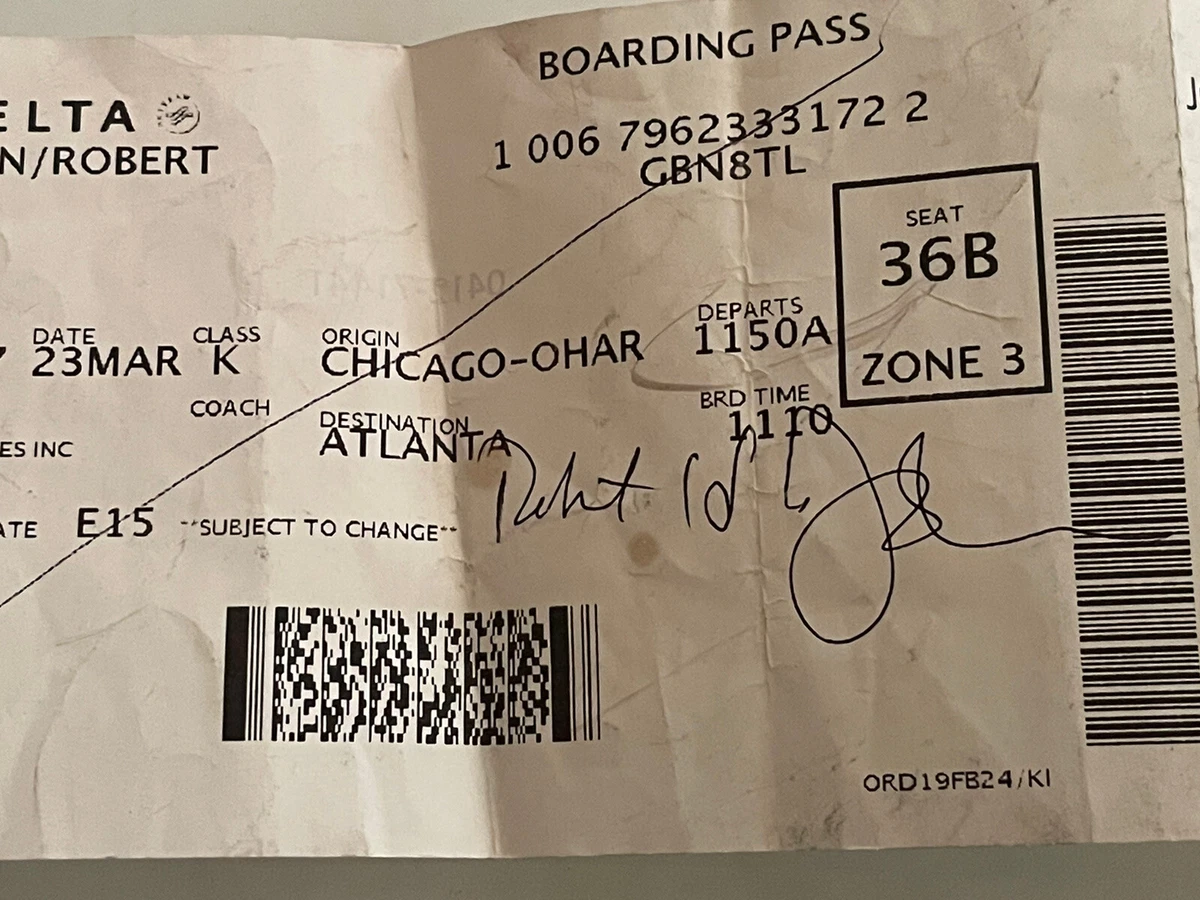 BOARDING PASS
ELTA
1 006 7962333172 2
N/ROBERT
GBN8TL
SEAT
36B
ZONE 3
DATE CLASS ORIGIN DEPARTS
7 23MAR K CHICAGO-OHAR 1150A
COACH DESTINATION BRD TIME
ATLANTA 1110
ES INC
ATE E15 **SUBJECT TO CHANGE**
ORD19FB24/KI